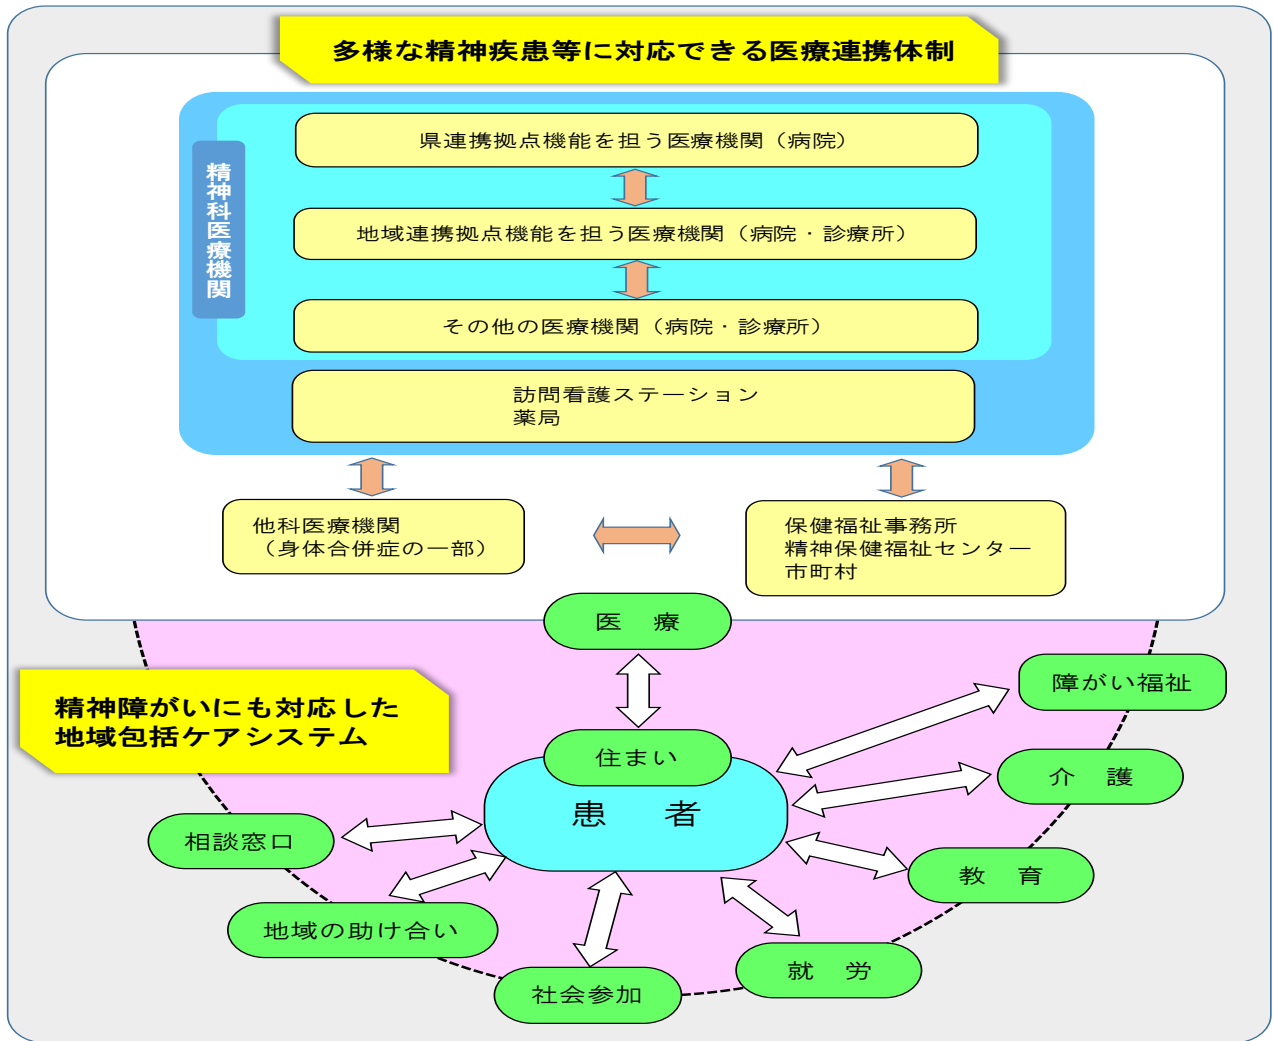 多様な精神疾患等に対応できる医療連携体制
精神科医療機関
県連携拠点機能を担う医療機関（病院）
地域連携拠点機能を担う医療機関（病院・診療所）
その他の医療機関（病院・診療所）
訪問看護ステーション
薬局
他科医療機関
（身体合併症の一部）
保健福祉事務所
精神保健福祉センター
市町村
医　療
精神障がいにも対応した
地域包括ケアシステム
障がい福祉
住まい
患　者
介　護
相談窓口
教　育
地域の助け合い
就　労
社会参加